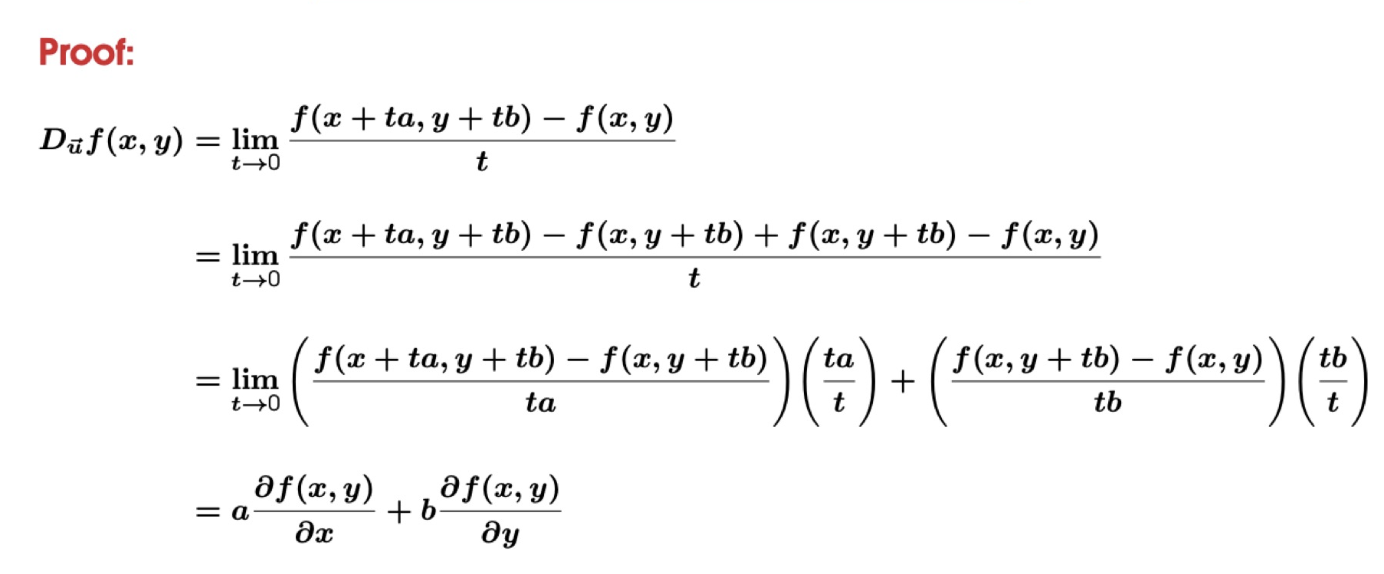 Proof:
$D_{\vec{u}}f(x, y) = \lim_{t \to 0} \frac{f(x + ta, y + tb) - f(x, y)}{t}$
$= \lim_{t \to 0} \frac{f(x + ta, y + tb) - f(x, y + tb) + f(x, y + tb) - f(x, y)}{t}$
$= \lim_{t \to 0} \left( \frac{f(x + ta, y + tb) - f(x, y + tb)}{ta} \right) \left( \frac{ta}{t} \right) + \left( \frac{f(x, y + tb) - f(x, y)}{tb} \right) \left( \frac{tb}{t} \right)$
$= a \frac{\partial f(x, y)}{\partial x} + b \frac{\partial f(x, y)}{\partial y}$